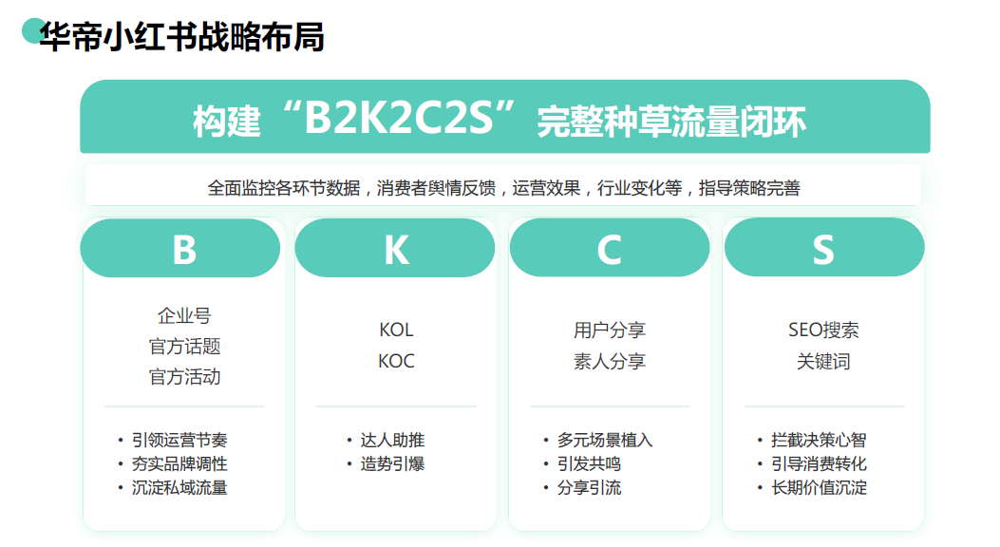 华帝小红书战略布局
构建“B2K2C2S”完整种草流量闭环
全面监控各环节数据，消费者舆情反馈，运营效果，行业变化等，指导策略完善
B
企业号
官方话题
官方活动
• 引领运营节奏
• 夯实品牌调性
• 沉淀私域流量
K
KOL
KOC
• 达人助推
• 造势引爆
C
用户分享
素人分享
• 多元场景植入
• 引发共鸣
• 分享引流
S
SEO搜索
关键词
• 拦截决策心智
• 引导消费转化
• 长期价值沉淀